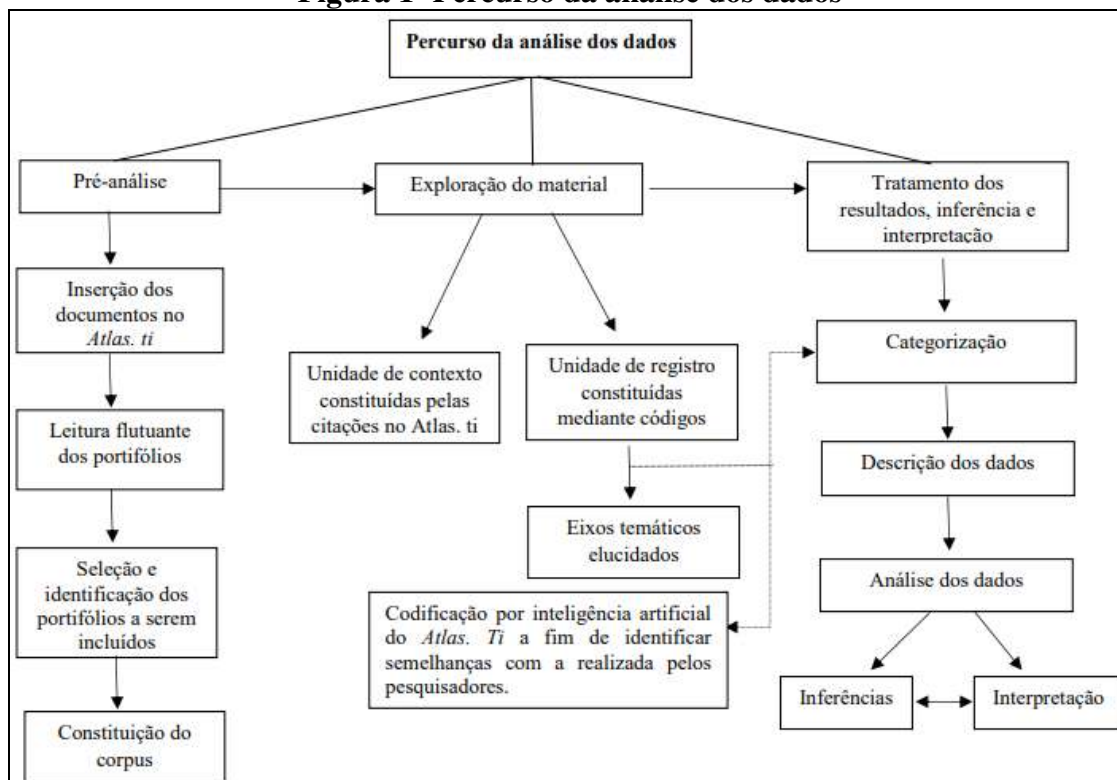 Figura 1- Percurso da análise dos dados
Percurso da análise dos dados
Pré-análise
Exploração do material
Tratamento dos
resultados, inferência e
interpretação
Inserção dos
documentos no
Atlas. ti
Leitura flutuante
dos portifólios
Seleção e
identificação dos
portifólios a serem
incluídos
Constituição do
corpus
Unidade de contexto
constituídas pelas
citações no Atlas. ti
Unidade de registro
constituídas
mediante códigos
Eixos temáticos
elucidados
Codificação por inteligência artificial
do Atlas. Ti a fim de identificar
semelhanças com a realizada pelos
pesquisadores.
Categorização
Descrição dos dados
Análise dos dados
Inferências
Interpretação